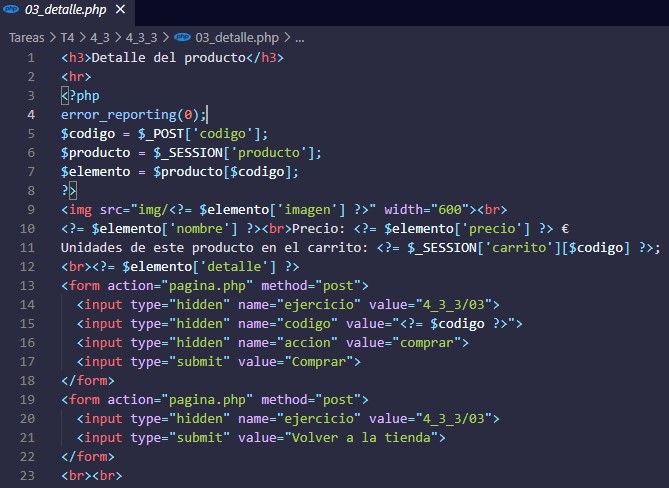 php 03_detalle.php ×
Tareas > T4 > 4_3 > 4_3_3 > php 03_detalle.php > ...
1 <h3>Detalle del producto</h3>
2 <hr>
3 <?php
4 error_reporting(0);
5 $codigo = $_POST['codigo'];
6 $producto = $_SESSION['producto'];
7 $elemento = $producto[$codigo];
8 ?>
9 <img src="img/<?= $elemento['imagen'] ?>" width="600"><br>
10 <?= $elemento['nombre'] ?><br>Precio: <?= $elemento['precio'] ?> €
11 Unidades de este producto en el carrito: <?= $_SESSION['carrito'][$codigo] ?>;
12 <br><?= $elemento['detalle'] ?>
13 <form action="pagina.php" method="post">
14 <input type="hidden" name="ejercicio" value="4_3_3/03">
15 <input type="hidden" name="codigo" value="<?= $codigo ?>">
16 <input type="hidden" name="accion" value="comprar">
17 <input type="submit" value="Comprar">
18 </form>
19 <form action="pagina.php" method="post">
20 <input type="hidden" name="ejercicio" value="4_3_3/03">
21 <input type="submit" value="Volver a la tienda">
22 </form>
23 <br><br>